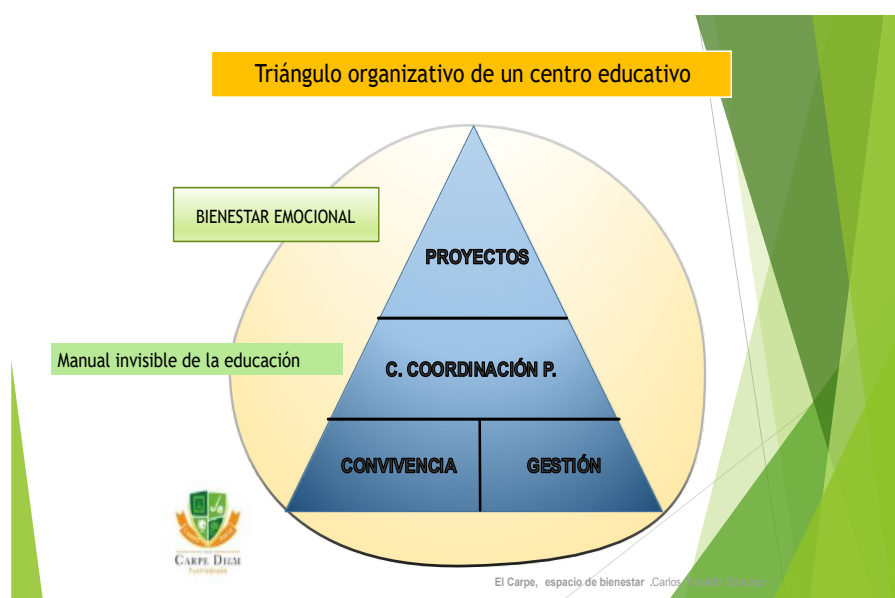 Triángulo organizativo de un centro educativo
BIENESTAR EMOCIONAL
PROYECTOS
Manual invisible de la educación
C. COORDINACIÓN P.
CONVIVENCIA
GESTIÓN
CARPE DIEM
Fuenlabrada
El Carpe, espacio de bienestar .Carlos